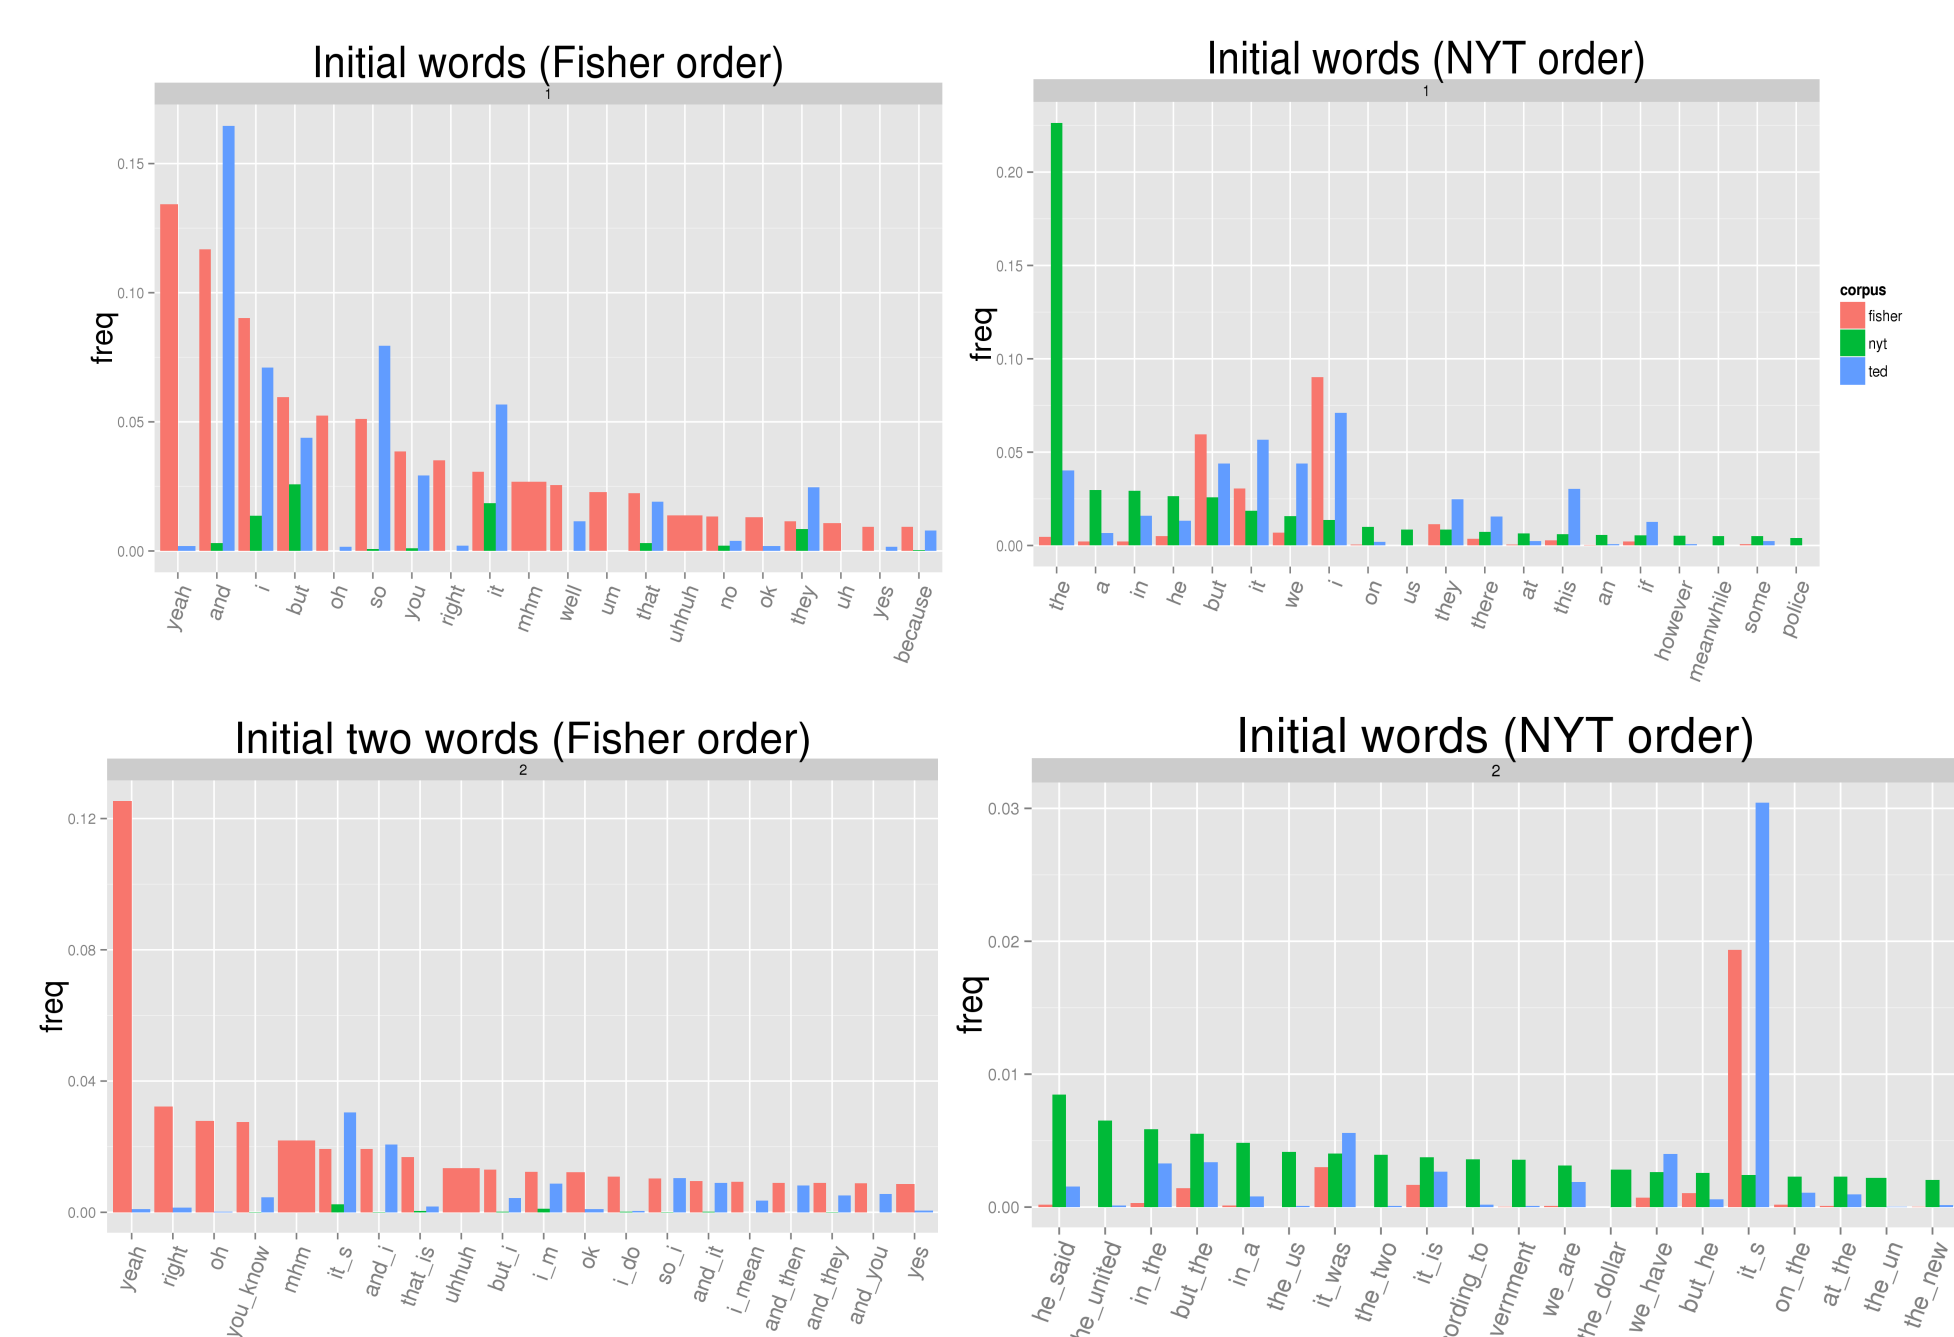 Initial words (Fisher order)
1
freq
0.15
0.10
0.05
0.00
yeah
and
i
but
oh
so
you
right
it
mhm
well
um
that
uhhuh
no
ok
they
uh
yes
because
Initial words (NYT order)
1
freq
0.20
0.15
0.10
0.05
0.00
the
a
in
he
but
it
we
i
on
us
they
there
at
this
an
if
however
meanwhile
some
police
corpus
fisher
nyt
ted
Initial two words (Fisher order)
2
freq
0.12
0.08
0.04
0.00
yeah
right
oh
you_know
mhm
it_s
and_i
that_is
uhhuh
but_i
i_m
ok
i_do
so_i
and_it
i_mean
and_then
and_they
and_you
yes
Initial words (NYT order)
2
freq
0.03
0.02
0.01
0.00
he_said
he_united
in_the
but_the
in_a
the_us
it_was
the_two
it_is
ording_to
vernment
we_are
he_dollar
we_have
but_he
it_s
on_the
at_the
the_un
the_new